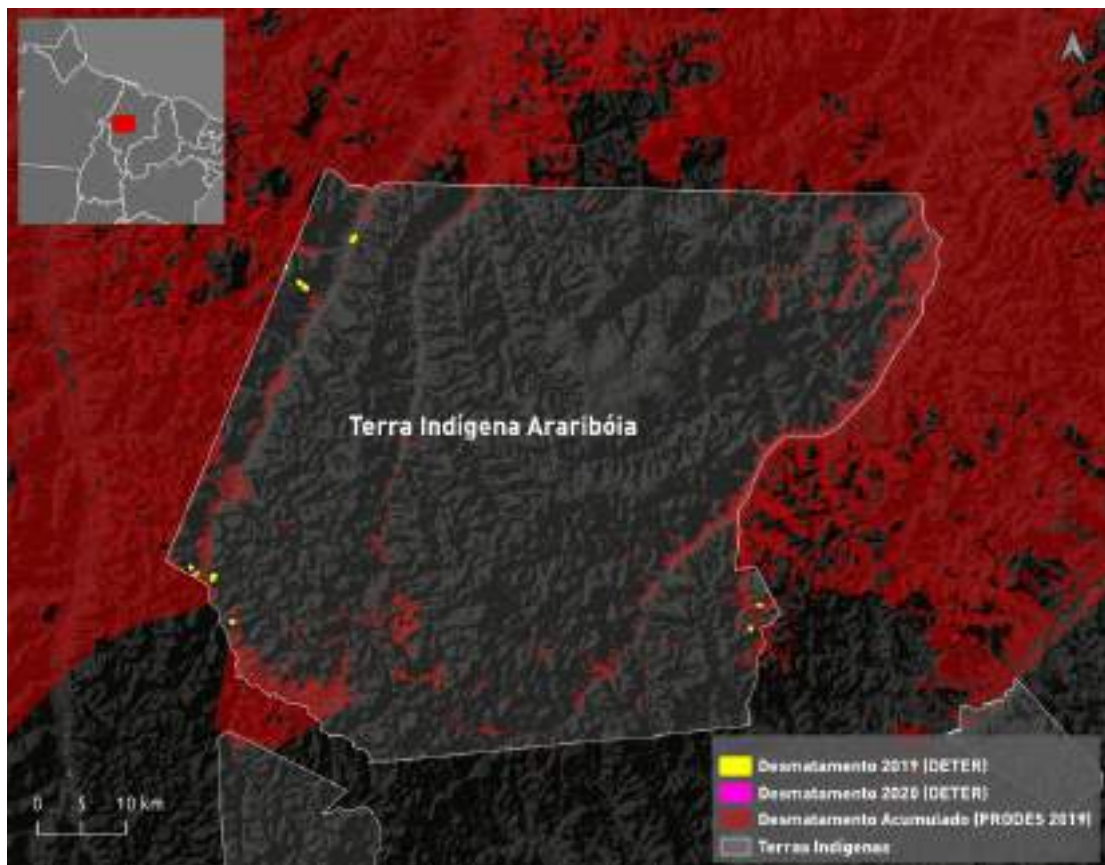 Terra Indígena Araribóia
Desmatamento 2019 (DETER)
Desmatamento 2020 (DETER)
Desmatamento Acumulado (PRODES 2019)
Terras Indígenas
0 5 10 km